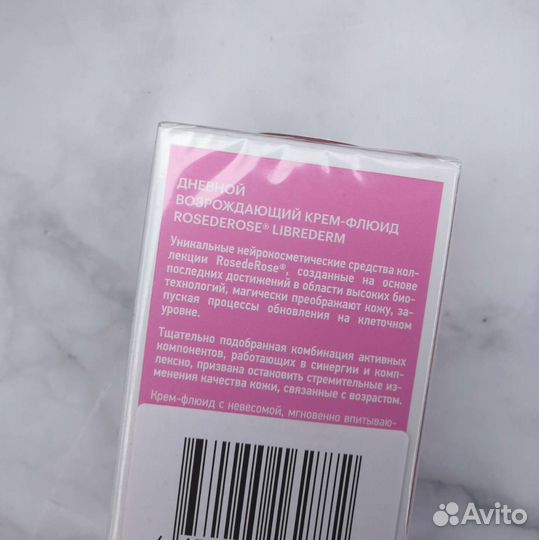 ДНЕВНОЙ
ВОЗРОЖДАЮЩИЙ КРЕМ-ФЛЮИД
ROSEDEROSE® LIBREDERM
Уникальные нейрокосметические средства кол-
лекции RosedeRose®, созданные на основе
последних достижений в области высоких био-
технологий, магически преображают кожу, за-
пуская процессы обновления на клеточном
уровне.
Тщательно подобранная комбинация активных
компонентов, работающих в синергии и комп-
лексно, призвана остановить стремительные из-
менения качества кожи, связанные с возрастом.
Крем-флюид с невесомой, мгновенно впитываю-
Avito